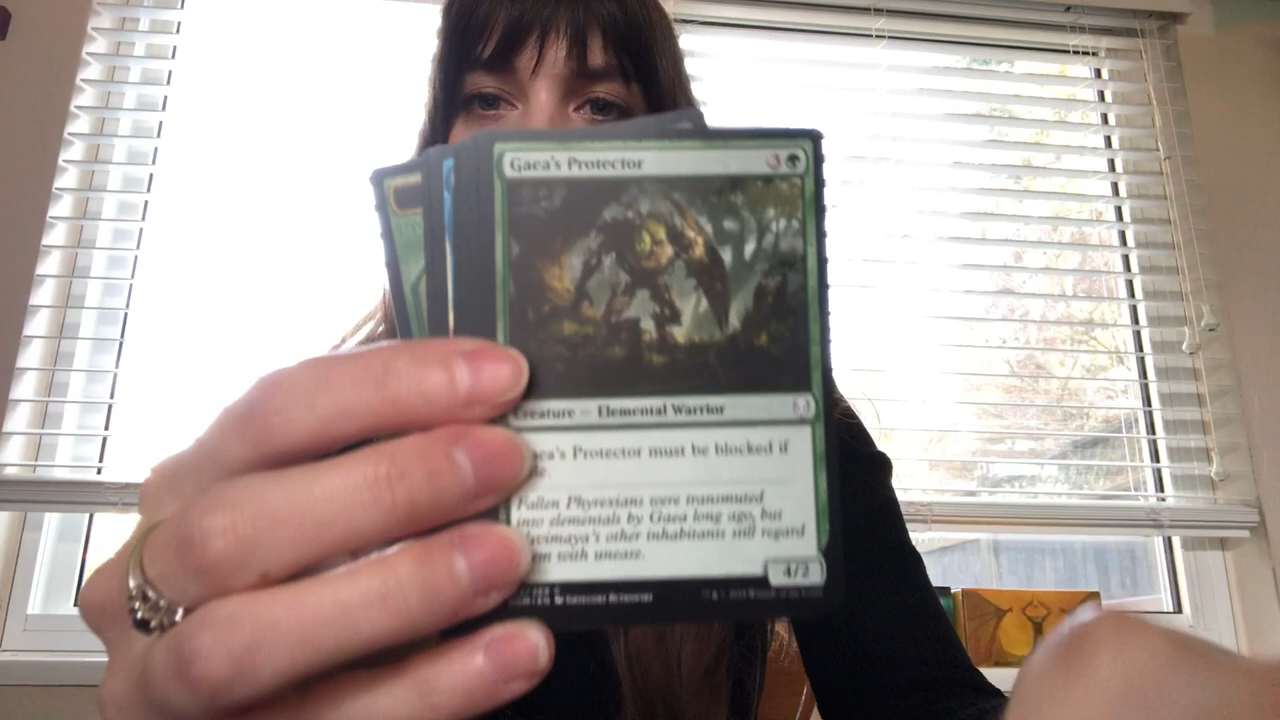 Gaea's Protector 3
Creature — Elemental Warrior
Protector must be blocked if
Fallen Phyrexians were transmuted
into elementals by Gaea long ago, but
other inhabitants still regard
with unease.
4/2